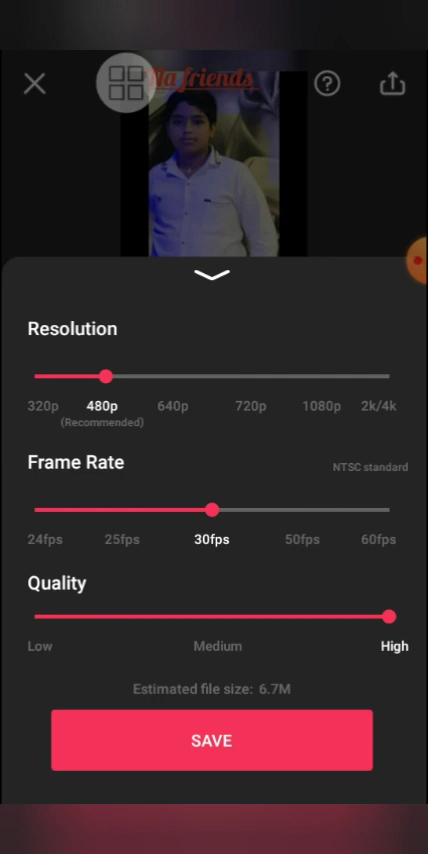 friends
Resolution
320p 480p 640p 720p 1080p 2k/4k
(Recommended)
Frame Rate
NTSC standard
24fps 25fps 30fps 50fps 60fps
Quality
Low Medium High
Estimated file size: 6.7M
SAVE